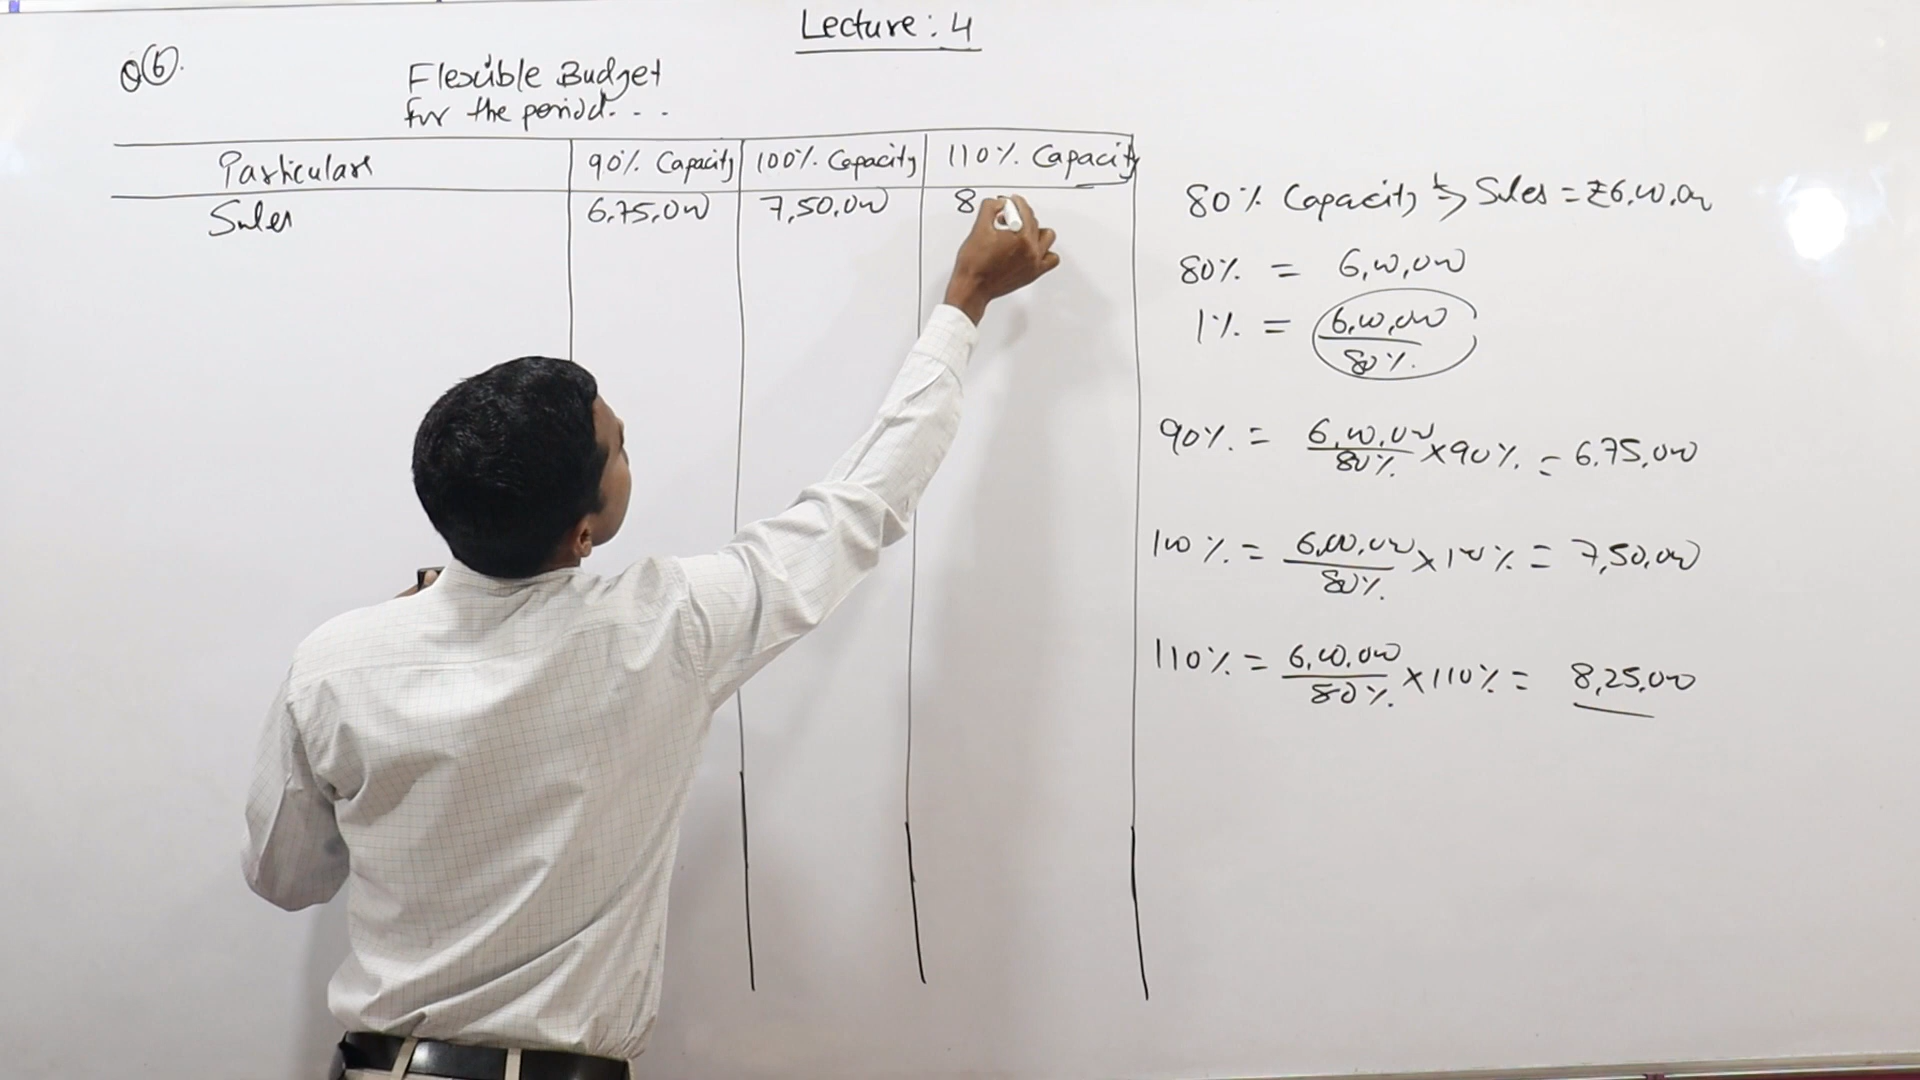 Lecture : 4
Q(6).
Flexible Budget
for the period. . .
Particulars 90% Capacity 100% Capacity 110% Capacity
Sales 6,75,000 7,50,000 8
80% Capacity ↳ Sales = ₹6,00,000
80% = 6,00,000
1% = 6,00,000
80%
90% = 6,00,000
80% × 90% = 6,75,000
100% = 6,00,000
80% × 100% = 7,50,000
110% = 6,00,000
80% × 110% = 8,25,000